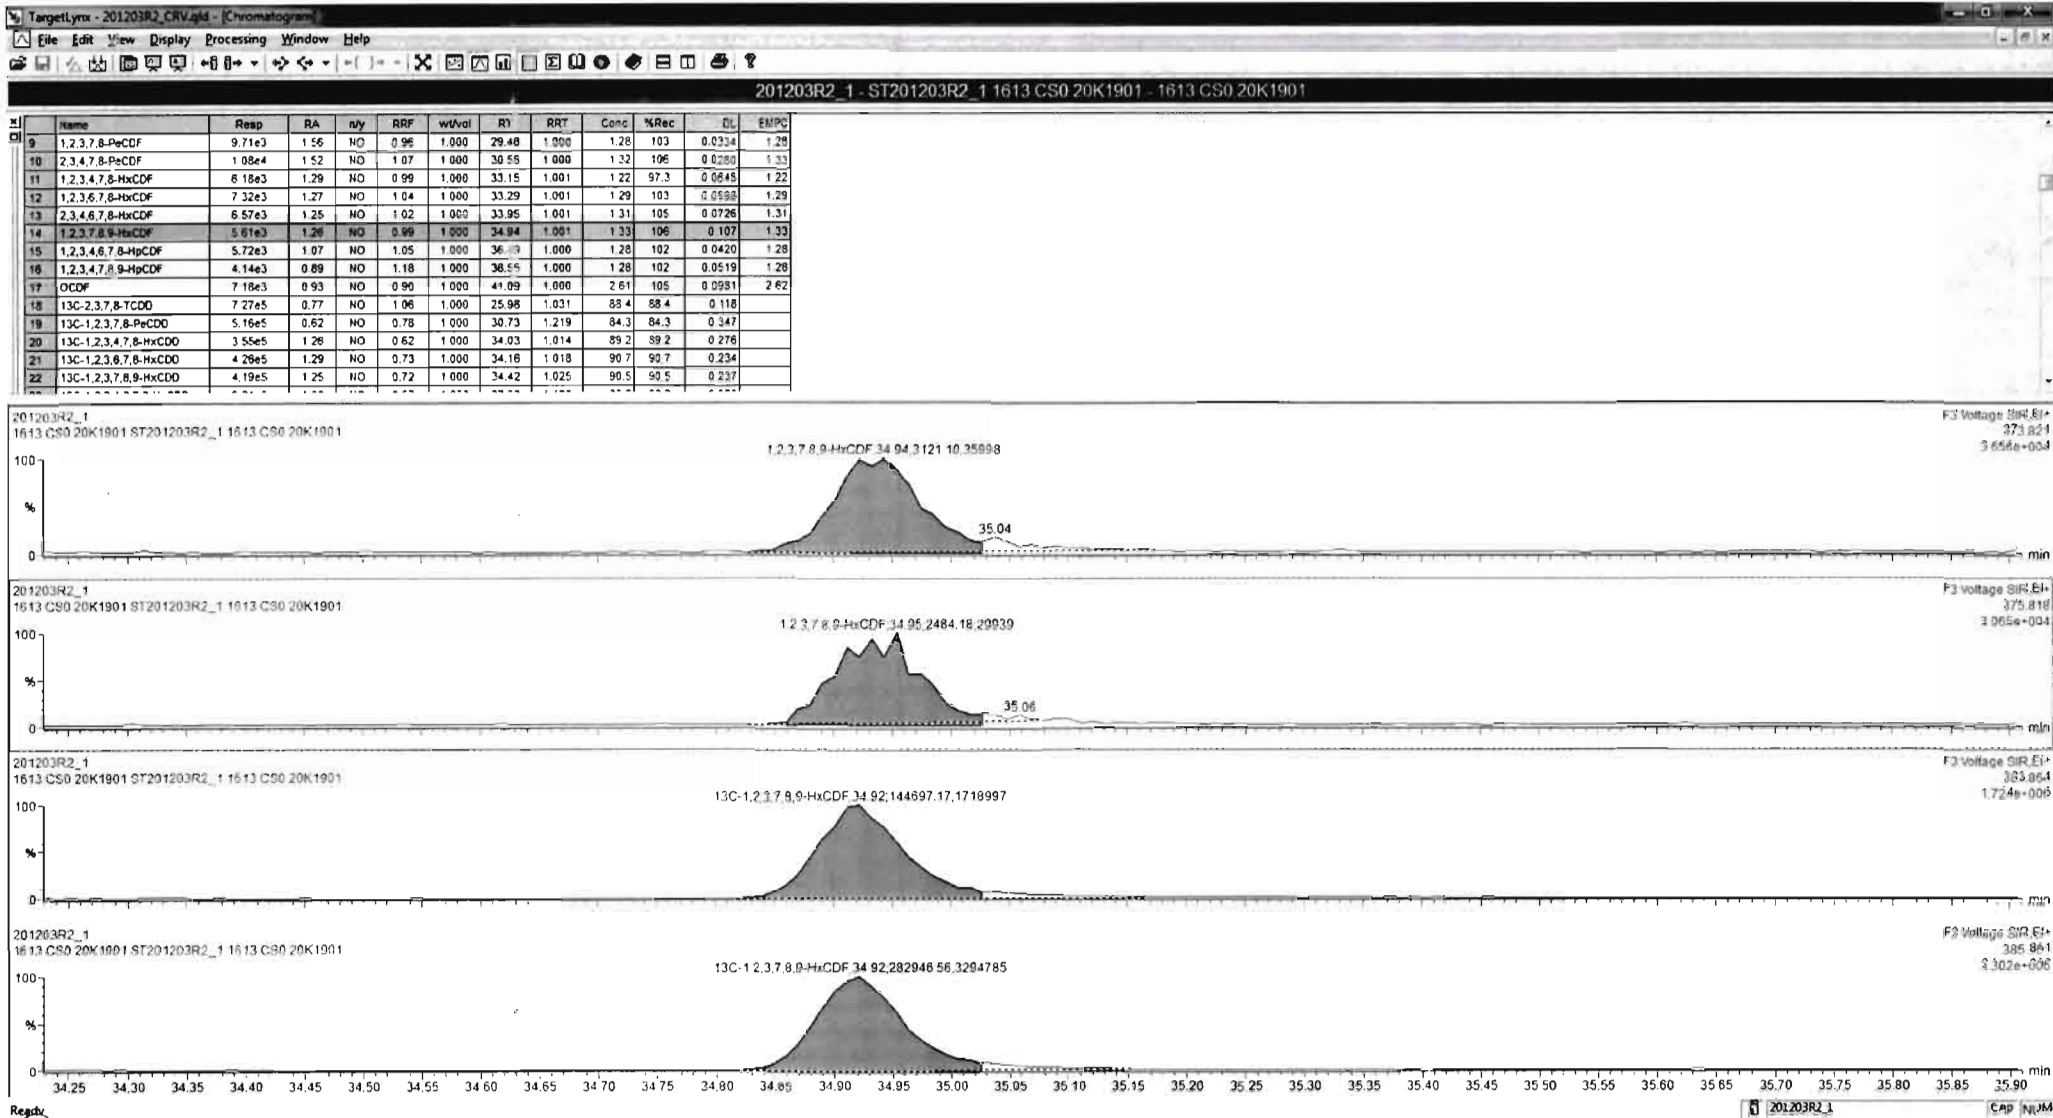 TargetLynx - 201203R2_CRV.qld - [Chromatogram]
File Edit View Display Processing Window Help
201203R2_1 - ST201203R2_1 1613 CS0 20K1901 - 1613 CS0 20K1901
Name Resp RA n/y RRF wt/vol RT RRT Conc %Rec DL EMPC
9 1,2,3,7,8-PeCDF 9.71e3 1.56 NO 0.96 1.000 29.48 1.000 1.28 103 0.0334 1.28
10 2,3,4,7,8-PeCDF 1.08e4 1.52 NO 1.07 1.000 30.55 1.000 1.32 106 0.0280 1.33
11 1,2,3,4,7,8-HxCDF 6.18e3 1.29 NO 0.99 1.000 33.15 1.001 1.22 97.3 0.0645 1.22
12 1,2,3,6,7,8-HxCDF 7.32e3 1.27 NO 1.04 1.000 33.29 1.001 1.29 103 1.29
13 2,3,4,6,7,8-HxCDF 6.57e3 1.25 NO 1.02 1.000 33.95 1.001 1.31 105 0.0726 1.31
14 1,2,3,7,8,9-HxCDF 5.61e3 1.26 NO 0.99 1.000 34.94 1.001 1.33 106 0.107 1.33
15 1,2,3,4,6,7,8-HpCDF 5.72e3 1.07 NO 1.05 1.000 1.000 1.28 102 0.0420 1.28
16 1,2,3,4,7,8,9-HpCDF 4.14e3 0.89 NO 1.18 1.000 38.55 1.000 1.28 102 0.0519 1.28
17 OCDF 7.18e3 0.93 NO 0.90 1.000 41.09 1.000 2.61 105 0.0931 2.62
18 13C-2,3,7,8-TCDD 7.27e5 0.77 NO 1.06 1.000 25.98 1.031 88.4 88.4 0.118
19 13C-1,2,3,7,8-PeCDD 5.16e5 0.62 NO 0.78 1.000 30.73 1.219 84.3 84.3 0.347
20 13C-1,2,3,4,7,8-HxCDD 3.55e5 1.26 NO 0.62 1.000 34.03 1.014 89.2 89.2 0.276
21 13C-1,2,3,6,7,8-HxCDD 4.26e5 1.29 NO 0.73 1.000 34.16 1.018 90.7 90.7 0.234
22 13C-1,2,3,7,8,9-HxCDD 4.19e5 1.25 NO 0.72 1.000 34.42 1.025 90.5 90.5 0.237
201203R2_1
1613 CS0 20K1901 ST201203R2_1 1613 CS0 20K1901
F3:Voltage SIR,EI+
373.821
3.656e+004
1,2,3,7,8,9-HxCDF;34.94;3121.10;35998
100
%
0
35.04
min
201203R2_1
1613 CS0 20K1901 ST201203R2_1 1613 CS0 20K1901
F3:Voltage SIR,EI+
375.818
3.065e+004
1,2,3,7,8,9-HxCDF;34.95;2484.18;29939
100
%
0
35.06
min
201203R2_1
1613 CS0 20K1901 ST201203R2_1 1613 CS0 20K1901
F3:Voltage SIR,EI+
383.864
1.724e+006
13C-1,2,3,7,8,9-HxCDF;34.92;144697.17;1718997
100
%
0
min
201203R2_1
1613 CS0 20K1901 ST201203R2_1 1613 CS0 20K1901
F3:Voltage SIR,EI+
385.861
3.302e+006
13C-1,2,3,7,8,9-HxCDF;34.92;282946.56;3294785
100
%
0
min
34.25 34.30 34.35 34.40 34.45 34.50 34.55 34.60 34.65 34.70 34.75 34.80 34.85 34.90 34.95 35.00 35.05 35.10 35.15 35.20 35.25 35.30 35.35 35.40 35.45 35.50 35.55 35.60 35.65 35.70 35.75 35.80 35.85 35.90
Ready
201203R2_1 CAP NUM